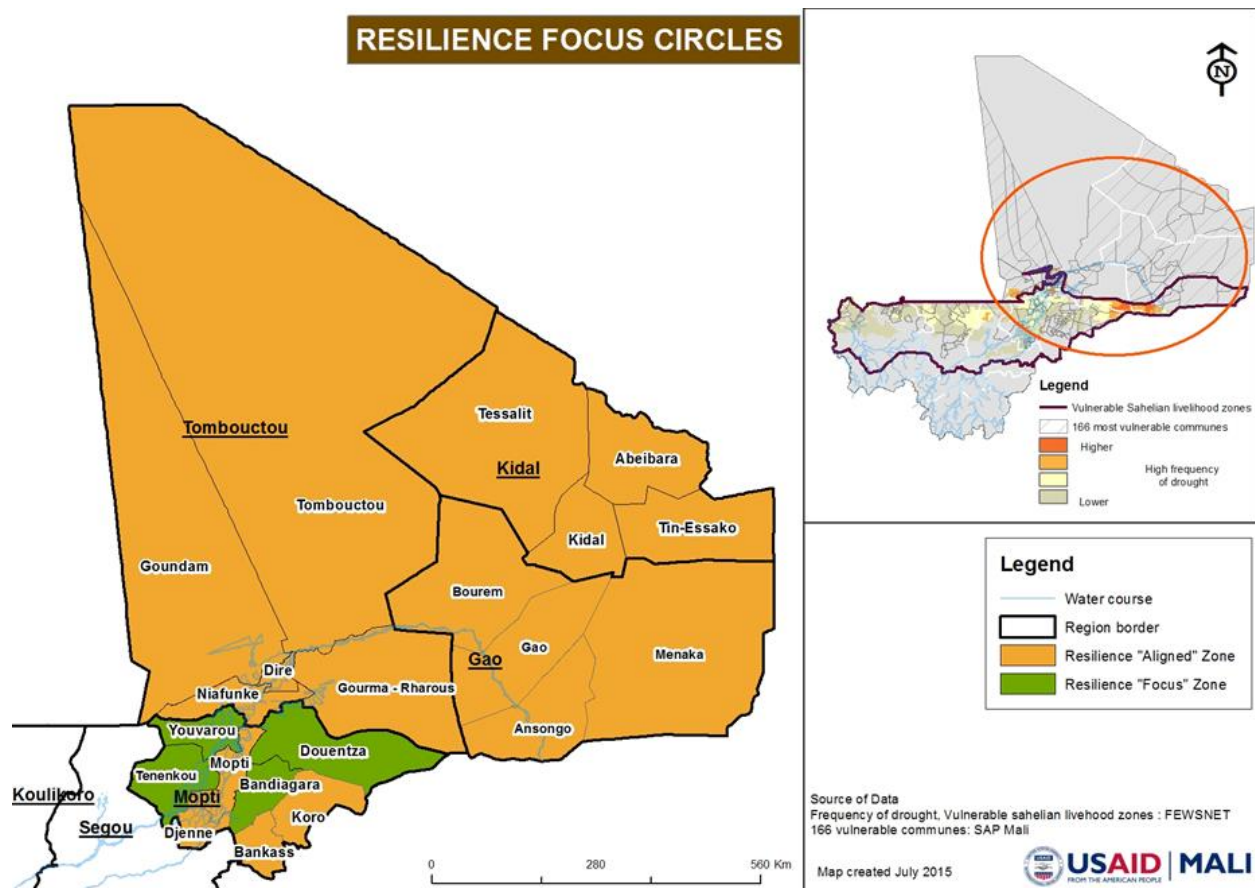 RESILIENCE FOCUS CIRCLES
Tombouctou
Tessalit
Kidal
Abeibara
Tombouctou
Kidal
Tin-Essako
Goundam
Bourem
Gao
Gao
Menaka
Dire
Niafunke
Gourma - Rharous
Ansongo
Youvarou
Mopti
Douentza
Tenenkou
Bandiagara
Mopti
Koro
Koulikoro
Segou
Djenne
Bankass
0 280 560 Km
N
Legend
Vulnerable Sahelian livelihood zones
166 most vulnerable communes
Higher
High frequency
of drought
Lower
Legend
Water course
Region border
Resilience "Aligned" Zone
Resilience "Focus" Zone
Source of Data
Frequency of drought, Vulnerable sahelian livehood zones : FEWSNET
166 vulnerable communes: SAP Mali
Map created July 2015
USAID | MALI
FROM THE AMERICAN PEOPLE